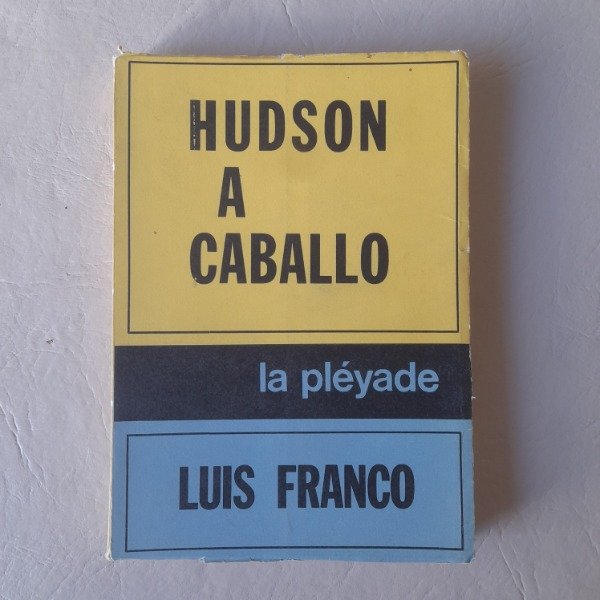 HUDSON
A
CABALLO
la pléyade
LUIS FRANCO